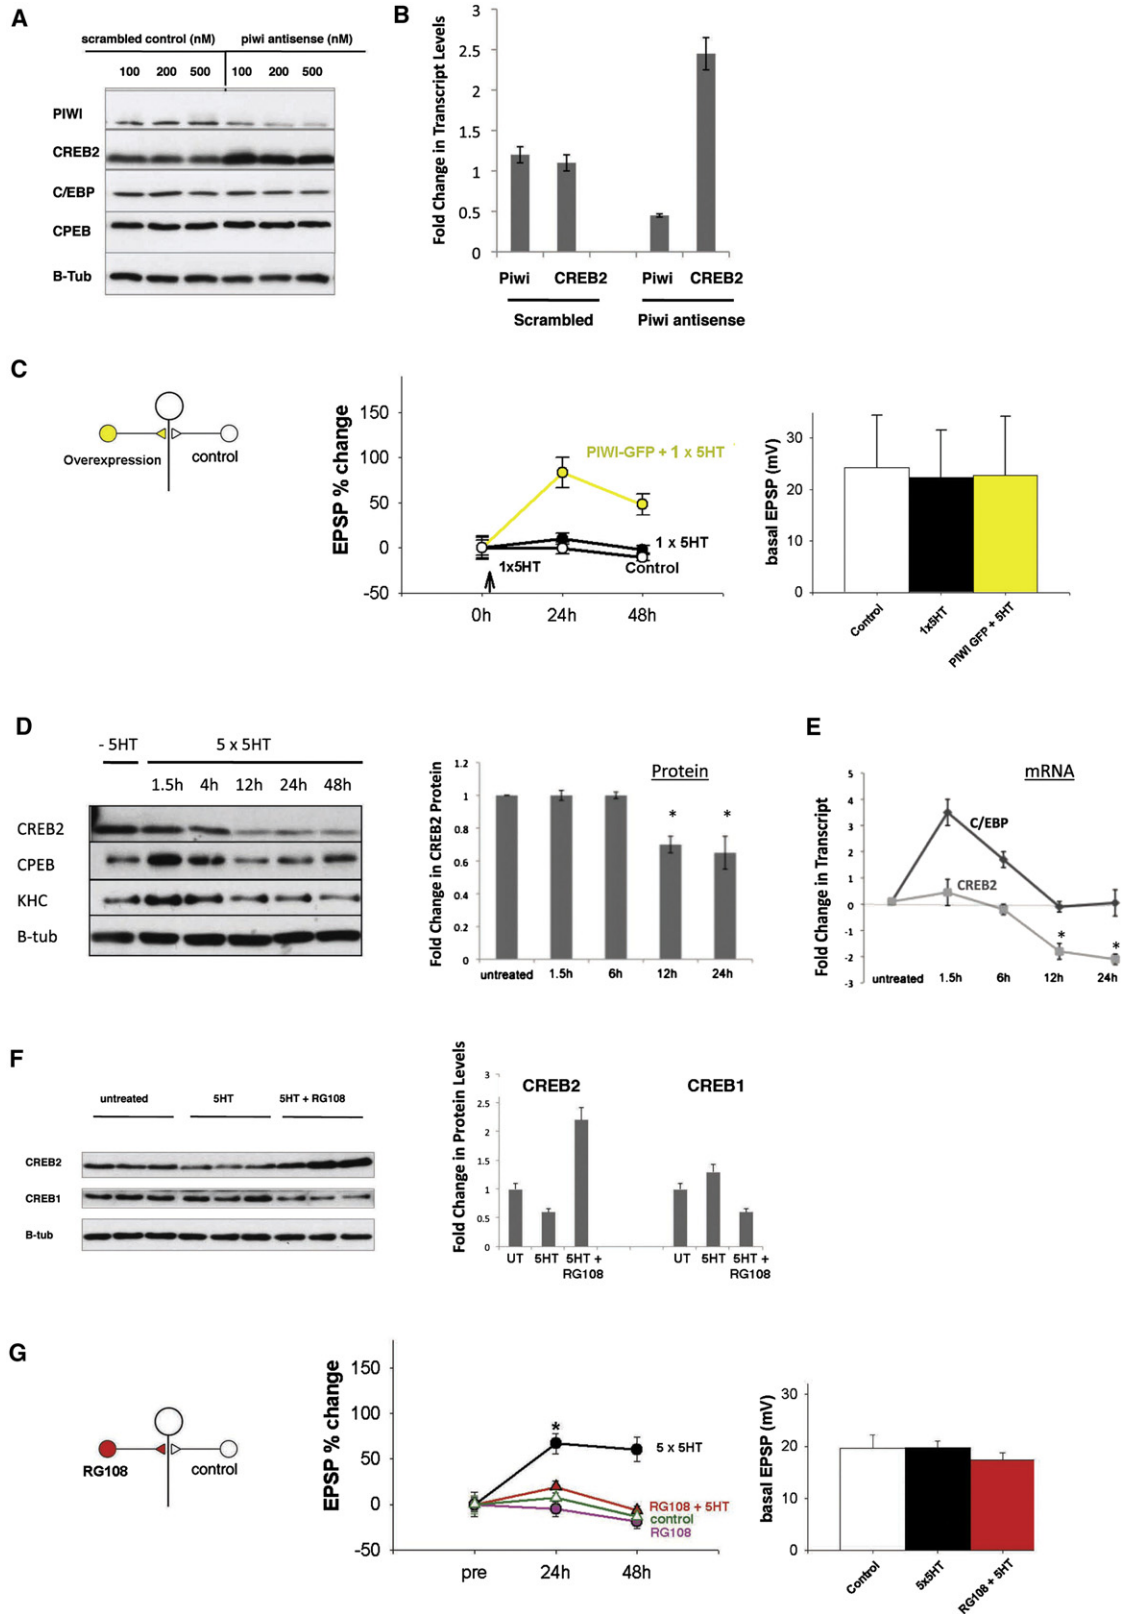 A
scrambled control (nM) piwi antisense (nM)
100 200 500 100 200 500
PIWI
CREB2
C/EBP
CPEB
B-Tub
B
Fold Change in Transcript Levels
3
2.5
2
1.5
1
0.5
0
Piwi CREB2 Piwi CREB2
Scrambled Piwi antisense
C
Overexpression control
EPSP % change
150
100
50
0
-50
PIWI-GFP + 1 x 5HT
1 x 5HT
Control
1x5HT
0h 24h 48h
basal EPSP (mV)
30
20
10
0
Control
1x5HT
PIWI GFP + 5HT
D
- 5HT 5 x 5HT
1.5h 4h 12h 24h 48h
CREB2
CPEB
KHC
B-tub
Fold Change in CREB2 Protein
1.2
1
0.8
0.6
0.4
0.2
0
Protein
* *
untreated 1.5h 6h 12h 24h
E
Fold Change in Transcript
5
4
3
2
1
0
-1
-2
-3
mRNA
C/EBP
CREB2
* *
untreated 1.5h 6h 12h 24h
F
untreated 5HT 5HT + RG108
CREB2
CREB1
B-tub
Fold Change in Protein Levels
3
2.5
2
1.5
1
0.5
0
CREB2 CREB1
UT 5HT 5HT + UT 5HT 5HT +
RG108 RG108
G
RG108 control
EPSP % change
150
100
50
0
-50
*
5 x 5HT
RG108 + 5HT
control
RG108
pre 24h 48h
basal EPSP (mV)
30
20
10
0
Control
5x5HT
RG108 + 5HT